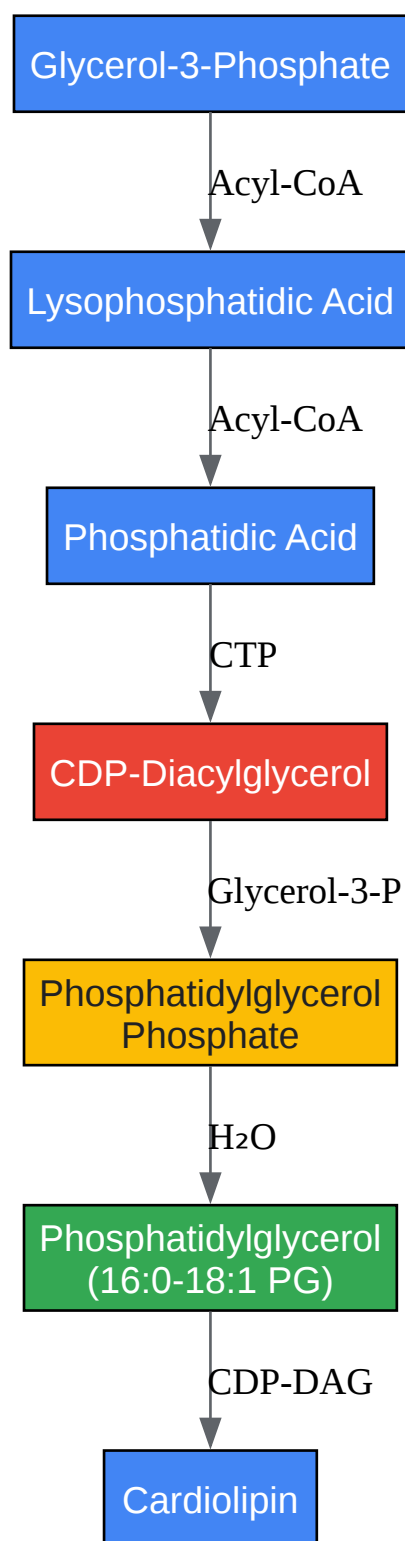 Glycerol-3-Phosphate
Acyl-CoA
Lysophosphatidic Acid
Acyl-CoA
Phosphatidic Acid
CTP
CDP-Diacylglycerol
Glycerol-3-P
Phosphatidylglycerol
Phosphate
H₂O
Phosphatidylglycerol
(16:0-18:1 PG)
CDP-DAG
Cardiolipin